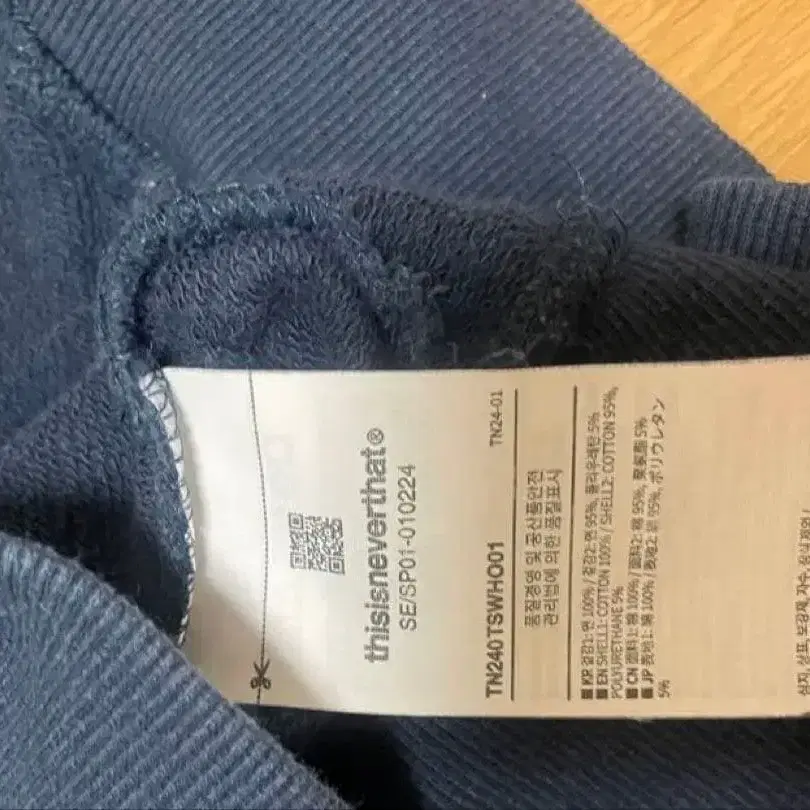 thisisneverthat®
SE/SP01-010224
TN240TSWHO01 TN24-01
품질경영 및 공산품안전
관리법에 의한 품질표시
■ KR 겉감1: 면 100% / 겉감2: 면 95%, 폴리우레탄 5%
■ EN SHELL1: COTTON 100% / SHELL2: COTTON 95%,
POLYURETHANE 5%
■ CN 面料1: 棉 100% / 面料2: 棉 95%, 聚氨酯 5%
■ JP 表地1: 綿 100% / 表地2: 綿 95%, ポリウレタン
5%